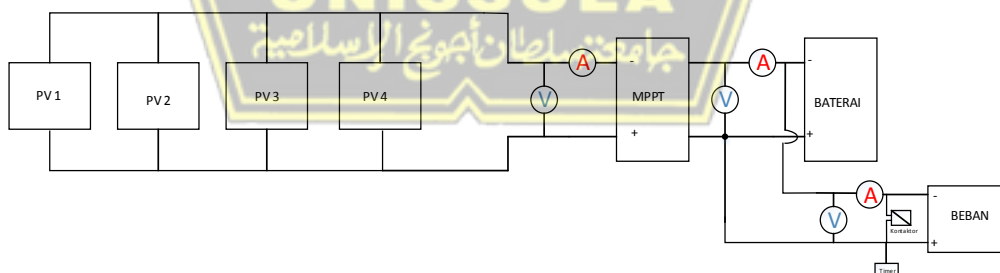 UNISSULA
جامعة سلطان أجونج الإسلامية
A
A
-
-
PV 1
PV 2
PV 3
PV 4
V
MPPT
V
BATERAI
+
+
A
-
V
Kontaktor
BEBAN
+
Timer